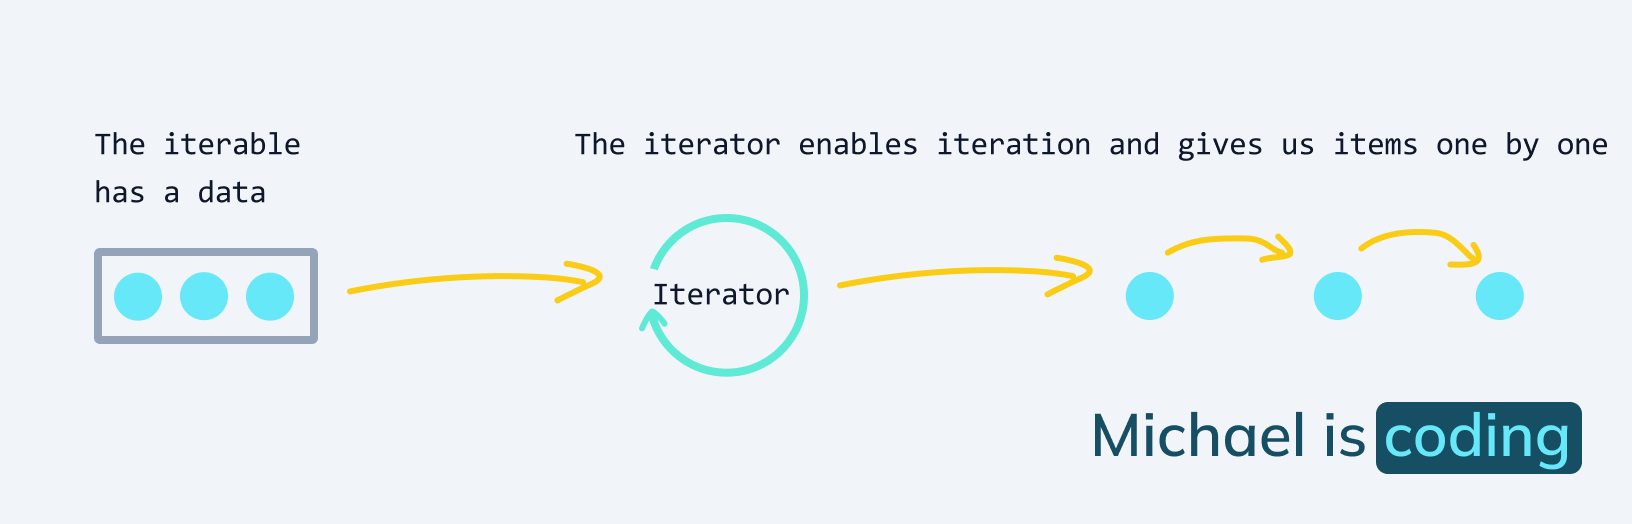 The iterable
has a data
The iterator enables iteration and gives us items one by one
Iterator
Michael is coding